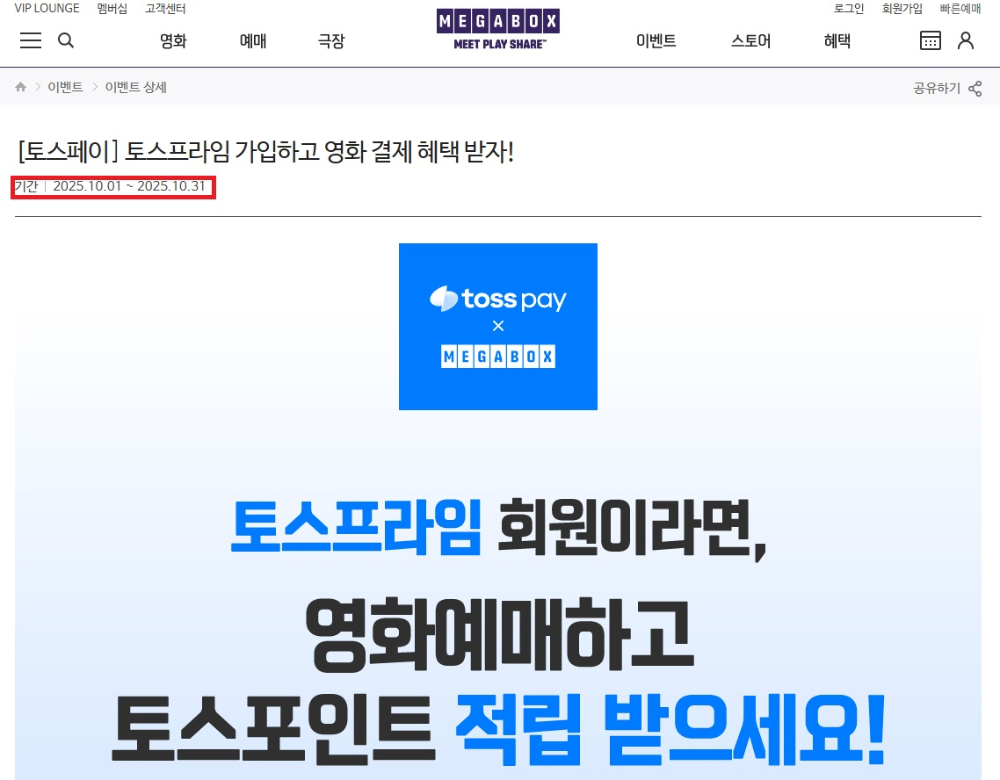 VIP LOUNGE 멤버십 고객센터
로그인 회원가입 빠른예매
MEGABOX
MEET PLAY SHARE™
영화 예매 극장
이벤트 스토어 혜택
이벤트 이벤트 상세
공유하기
[토스페이] 토스프라임 가입하고 영화 결제 혜택 받자!
기간 2025.10.01 ~ 2025.10.31
toss pay
×
MEGABOX
토스프라임 회원이라면,
영화예매하고
토스포인트 적립 받으세요!